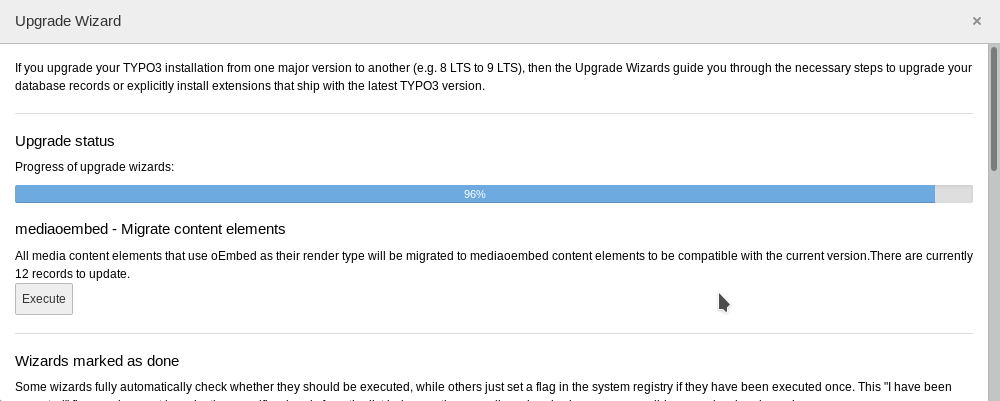 Upgrade Wizard
×
If you upgrade your TYPO3 installation from one major version to another (e.g. 8 LTS to 9 LTS), then the Upgrade Wizards guide you through the necessary steps to upgrade your
database records or explicitly install extensions that ship with the latest TYPO3 version.
Upgrade status
Progress of upgrade wizards:
96%
mediaoembed - Migrate content elements
All media content elements that use oEmbed as their render type will be migrated to mediaoembed content elements to be compatible with the current version.There are currently
12 records to update.
Execute
Wizards marked as done
Some wizards fully automatically check whether they should be executed, while others just set a flag in the system registry if they have been executed once. This "I have been